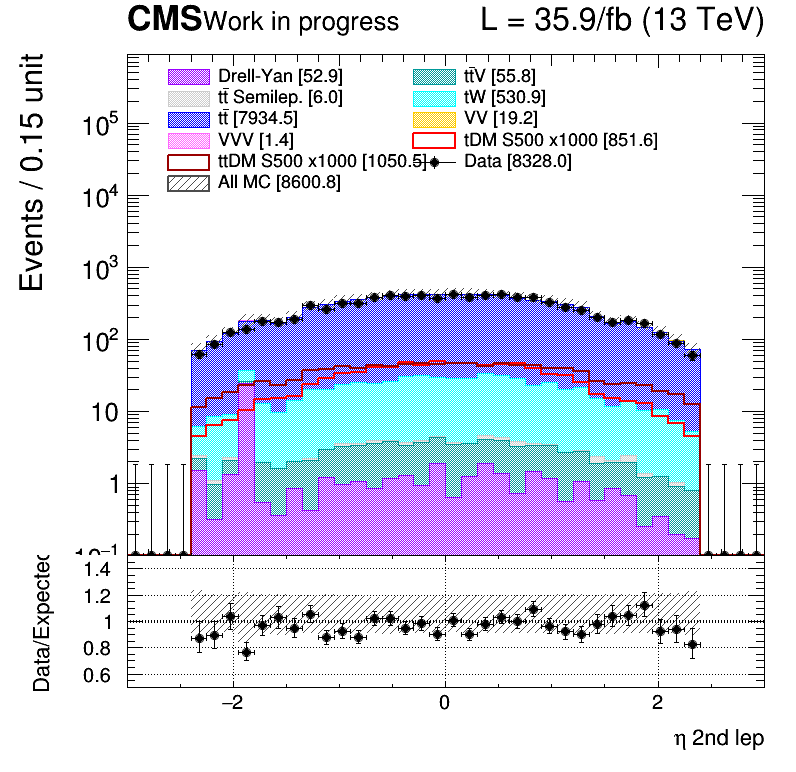 CMS Work in progress L = 35.9/fb (13 TeV)
Drell-Yan [52.9] tt̄V [55.8]
tt̄ Semilep. [6.0] tW [530.9]
tt̄ [7934.5] VV [19.2]
VVV [1.4] tDM S500 x1000 [851.6]
ttDM S500 x1000 [1050.5] Data [8328.0]
All MC [8600.8]
Events / 0.15 unit
10⁵
10⁴
10³
10²
10
1
10⁻¹
Data/Expected
1.4
1.2
1
0.8
0.6
−2 0 2
η 2nd lep